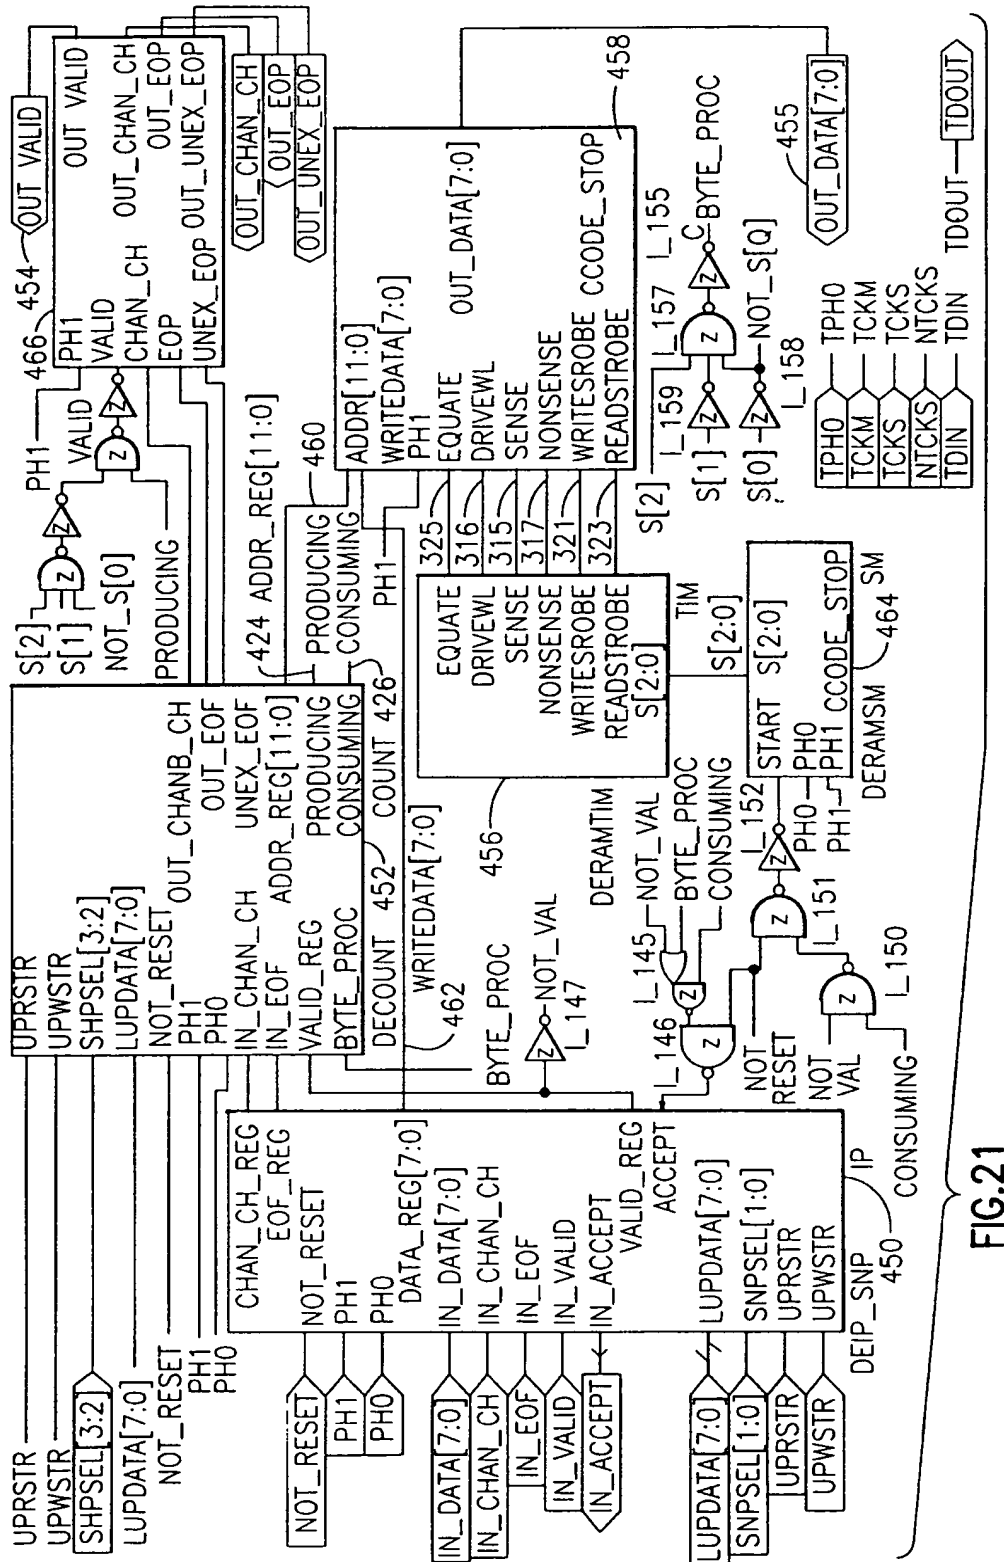 UPRSTR
UPWSTR
SHPSEL[3:2]
LUPDATA[7:0]
NOT_RESET
PH1
PH0
UPRSTR
UPWSTR
SHPSEL[3:2]
LUPDATA[7:0]
NOT_RESET
PH1
PH0
IN_CHAN_CH
IN_EOF
VALID_REG
BYTE_PROC
OUT_CHANB_CH
OUT_EOF
UNEX_EOF
ADDR_REG[11:0]
PRODUCING
CONSUMING
DECOUNT 452 COUNT 426
S[2]
S[1]
NOT_S[0]
PRODUCING
Z
Z
PH1
VALID
Z
Z
466
454
OUT VALID
PH1
VALID
CHAN_CH
EOP
UNEX_EOP
OUT VALID
OUT_CHAN_CH
OUT_EOP
OUT_UNEX_EOP
OUT_CHAN_CH
OUT_EOP
OUT_UNEX_EOP
424 ADDR_REG[11:0]
PRODUCING
CONSUMING
460
WRITEDATA[7:0]
462
BYTE_PROC
Z
NOT_VAL
I_147
PH1
ADDR[11:0]
WRITEDATA[7:0]
PH1
EQUATE
DRIVEWL
SENSE
NONSENSE
WRITESROBE
READSTROBE
OUT_DATA[7:0]
CCODE_STOP
458
325
316
315
317
321
323
EQUATE
DRIVEWL
SENSE
NONSENSE
WRITESROBE
READSTROBE
S[2:0]
456
DERAMTIM
TIM
S[2:0]
455
OUT_DATA[7:0]
S[2]
S[1]
S[0]
I_159
I_157
I_155
I_158
Z
Z
Z
Z
C
BYTE_PROC
NOT_S[Q]
CHAN_CH_REG
EOF_REG
NOT_RESET
PH1
PH0
DATA_REG[7:0]
IN_DATA[7:0]
IN_CHAN_CH
IN_EOF
IN_VALID
IN_ACCEPT
VALID_REG
ACCEPT
LUPDATA[7:0]
SNPSEL[1:0]
UPRSTR
UPWSTR
DEIP_SNP
450
IP
NOT_RESET
PH1
PH0
IN_DATA[7:0]
IN_CHAN_CH
IN_EOF
IN_VALID
IN_ACCEPT
LUPDATA[7:0]
SNPSEL[1:0]
UPRSTR
UPWSTR
NOT_VAL
BYTE_PROC
CONSUMING
I_145
I_146
Z
Z
NOT
RESET
NOT
VAL
CONSUMING
Z
I_150
Z
I_151
Z
I_152
PH0
PH1
START
PH0
PH1
S[2:0]
CCODE_STOP
DERAMSM
464
SM
TPH0
TCKM
TCKS
NTCKS
TDIN
TPH0
TCKM
TCKS
NTCKS
TDIN
TDOUT
TDOUT
FIG.21